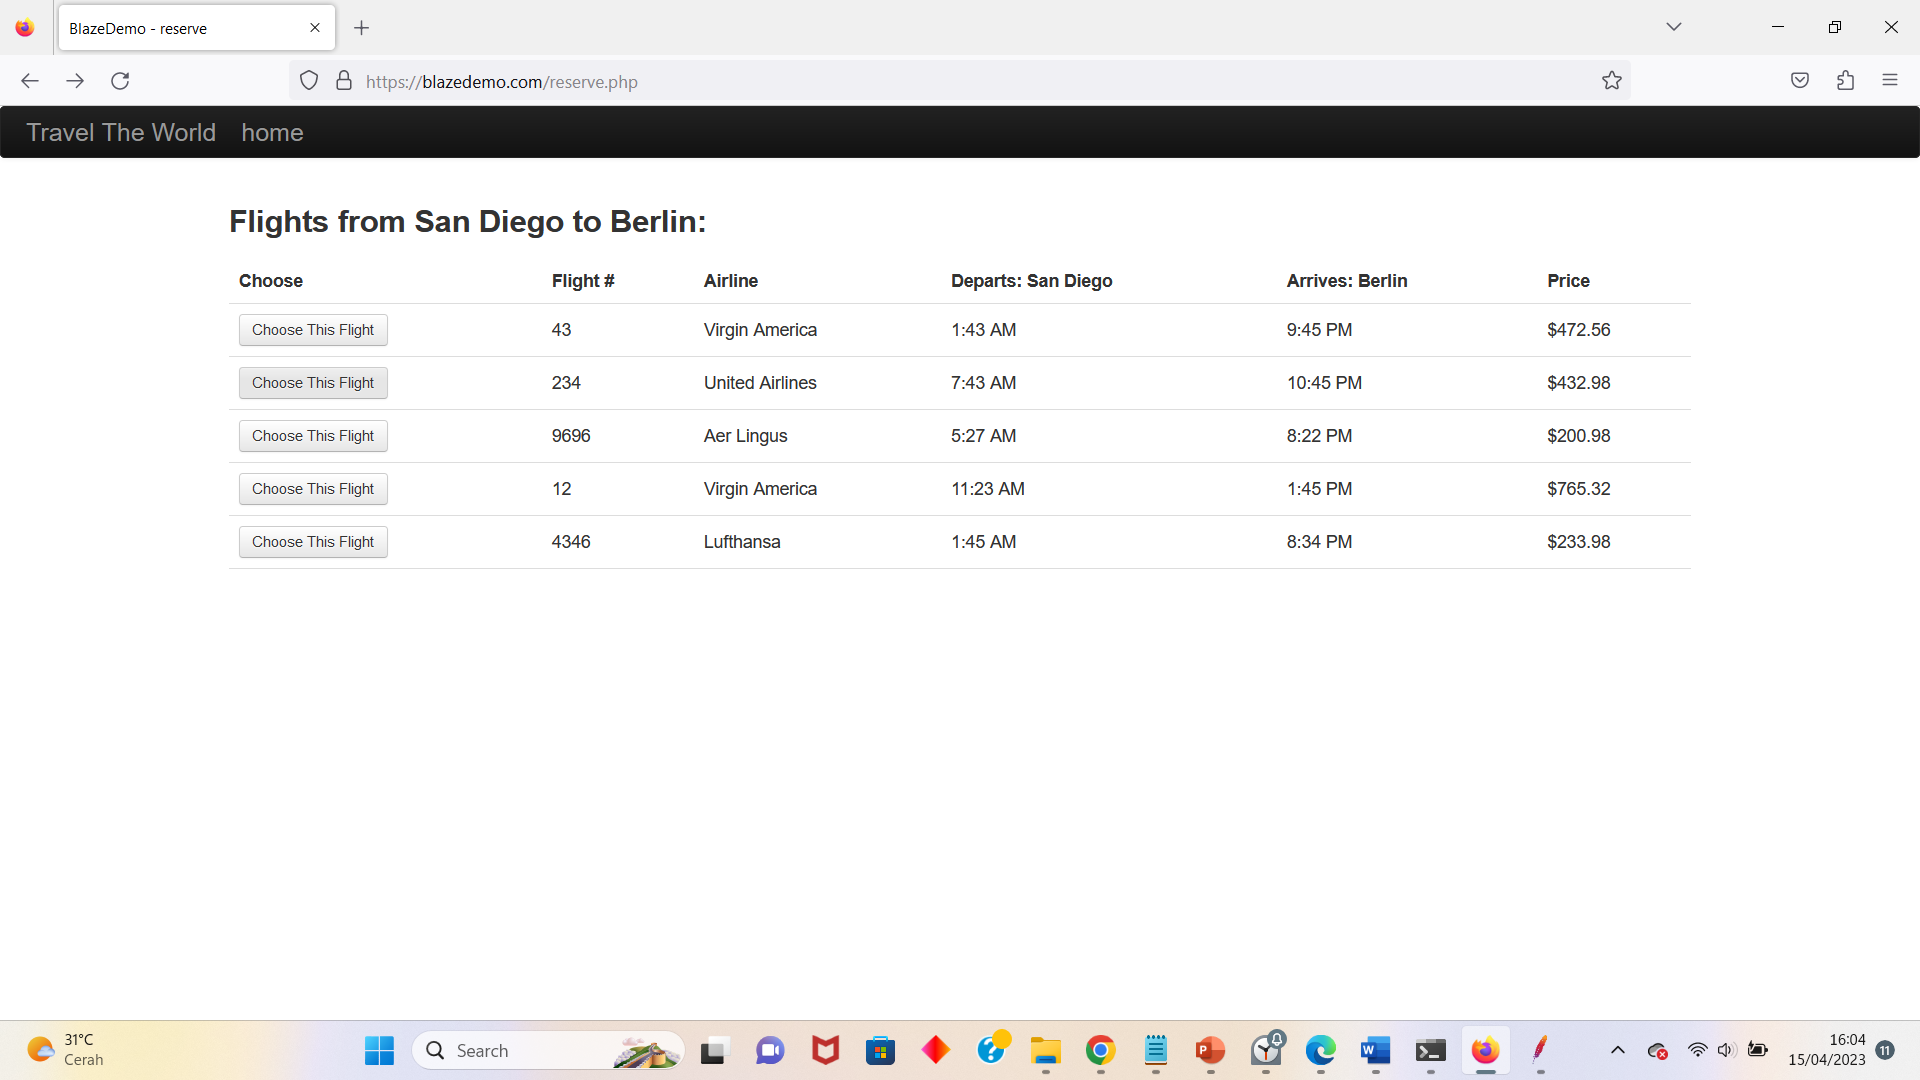 BlazeDemo - reserve
https://blazedemo.com/reserve.php
Travel The World home
Flights from San Diego to Berlin:
Choose Flight # Airline Departs: San Diego Arrives: Berlin Price
Choose This Flight 43 Virgin America 1:43 AM 9:45 PM $472.56
Choose This Flight 234 United Airlines 7:43 AM 10:45 PM $432.98
Choose This Flight 9696 Aer Lingus 5:27 AM 8:22 PM $200.98
Choose This Flight 12 Virgin America 11:23 AM 1:45 PM $765.32
Choose This Flight 4346 Lufthansa 1:45 AM 8:34 PM $233.98
31°C
Cerah
Search
16:04
15/04/2023
11